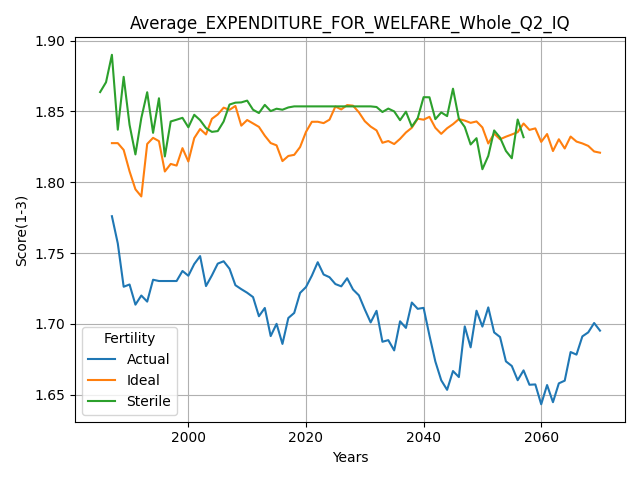 Average_EXPENDITURE_FOR_WELFARE_Whole_Q2_IQ
1.90
1.85
1.80
1.75
1.70
1.65
Score(1-3)
Fertility
Actual
Ideal
Sterile
2000
2020
2040
2060
Years